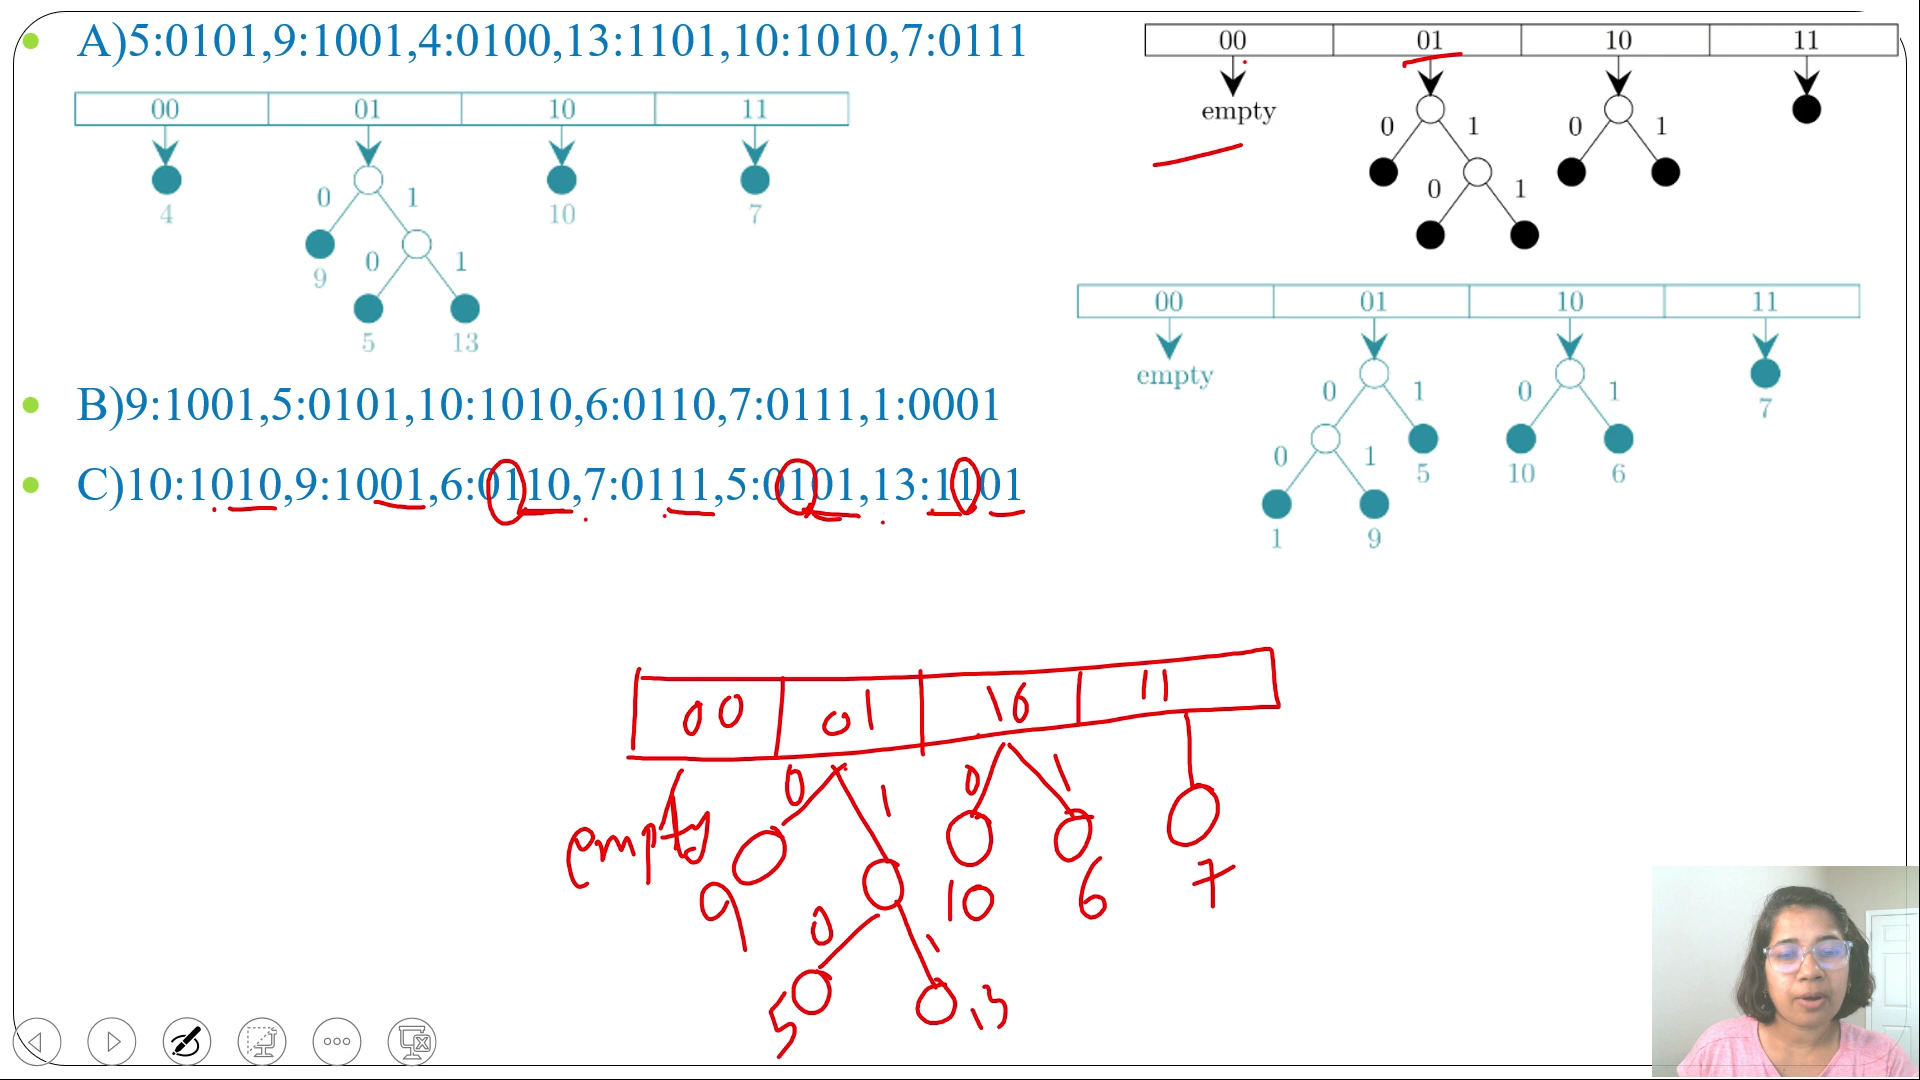 A)5:0101,9:1001,4:0100,13:1101,10:1010,7:0111
00 01 10 11
4 0 1 10 7
9 0 1
5 13
00 01 10 11
empty 0 1 0 1
0 1
00 01 10 11
empty 0 1 0 1 7
0 1 5 10 6
1 9
B)9:1001,5:0101,10:1010,6:0110,7:0111,1:0001
C)10:1010,9:1001,6:0110,7:0111,5:0101,13:1101
00 01 10 11
empty 0 1 0 1
9 10 6 7
0 1
5 13